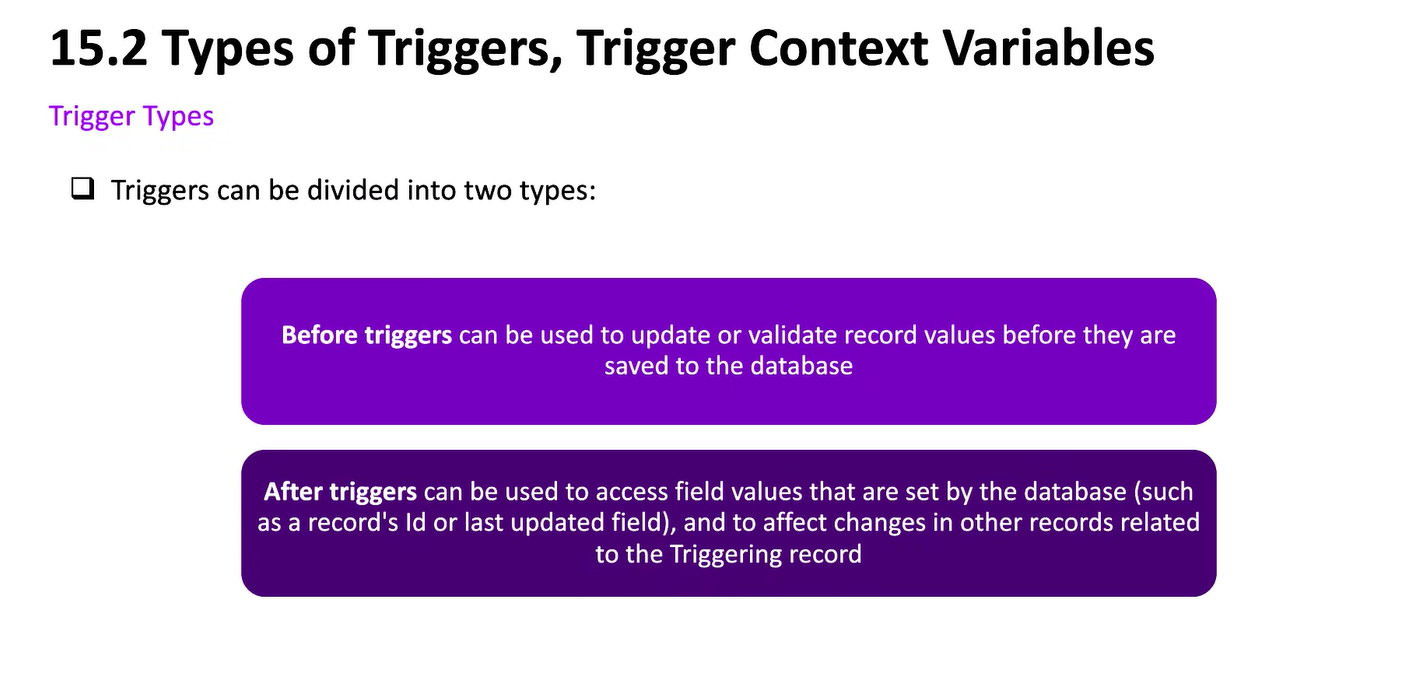 15.2 Types of Triggers, Trigger Context Variables
Trigger Types
❑ Triggers can be divided into two types:
Before triggers can be used to update or validate record values before they are
saved to the database
After triggers can be used to access field values that are set by the database (such
as a record's Id or last updated field), and to affect changes in other records related
to the Triggering record